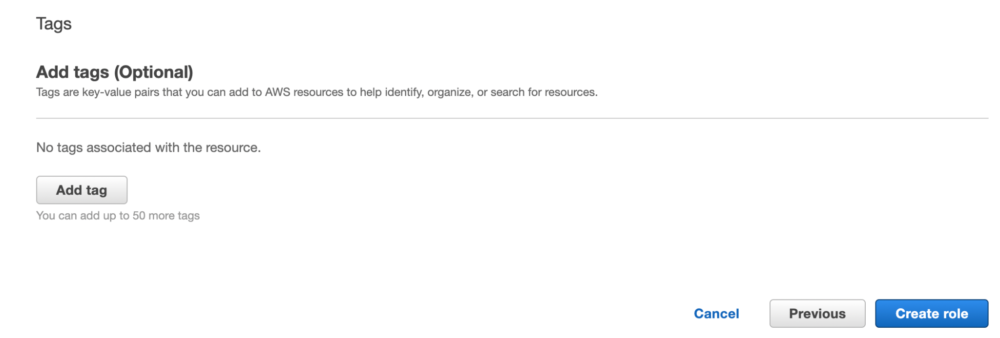 Tags
Add tags (Optional)
Tags are key-value pairs that you can add to AWS resources to help identify, organize, or search for resources.
No tags associated with the resource.
Add tag
You can add up to 50 more tags
Cancel
Previous
Create role